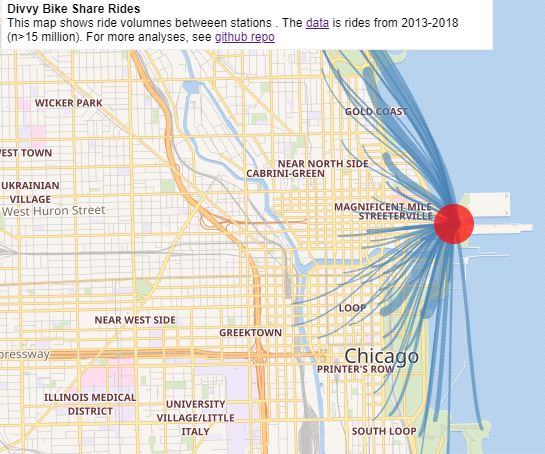 Divvy Bike Share Rides
This map shows ride volumnes betweeen stations . The data is rides from 2013-2018
(n>15 million). For more analyses, see github repo
WICKER PARK
GOLD COAST
EST TOWN
NEAR NORTH SIDE
CABRINI-GREEN
UKRAINIAN
VILLAGE
West Huron Street
MAGNIFICENT MILE
STREETERVILLE
LOOP
NEAR WEST SIDE
GREEKTOWN
pressway
Chicago
PRINTER'S ROW
ILLINOIS MEDICAL
DISTRICT
UNIVERSITY
VILLAGE/LITTLE
ITALY
SOUTH LOOP